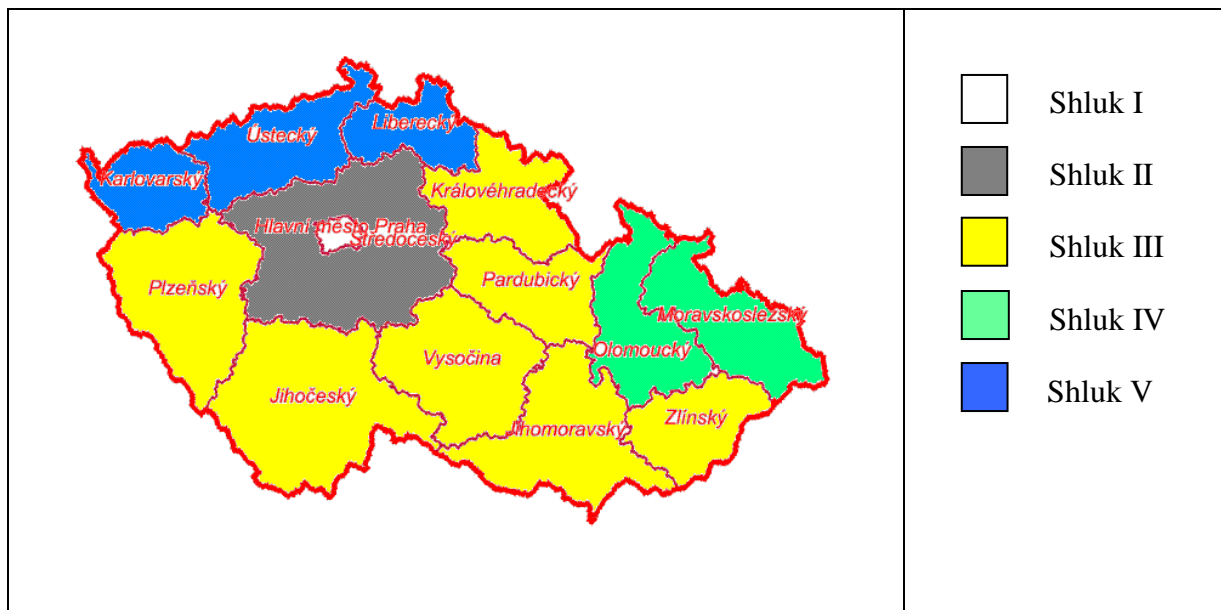 Ústecký
Liberecký
Karlovarský
Královéhradecký
Hlavní město Praha
Středočeský
Plzeňský
Pardubický
Moravskoslezský
Olomoucký
Vysočina
Jihočeský
Jihomoravský
Zlínský
Shluk I
Shluk II
Shluk III
Shluk IV
Shluk V